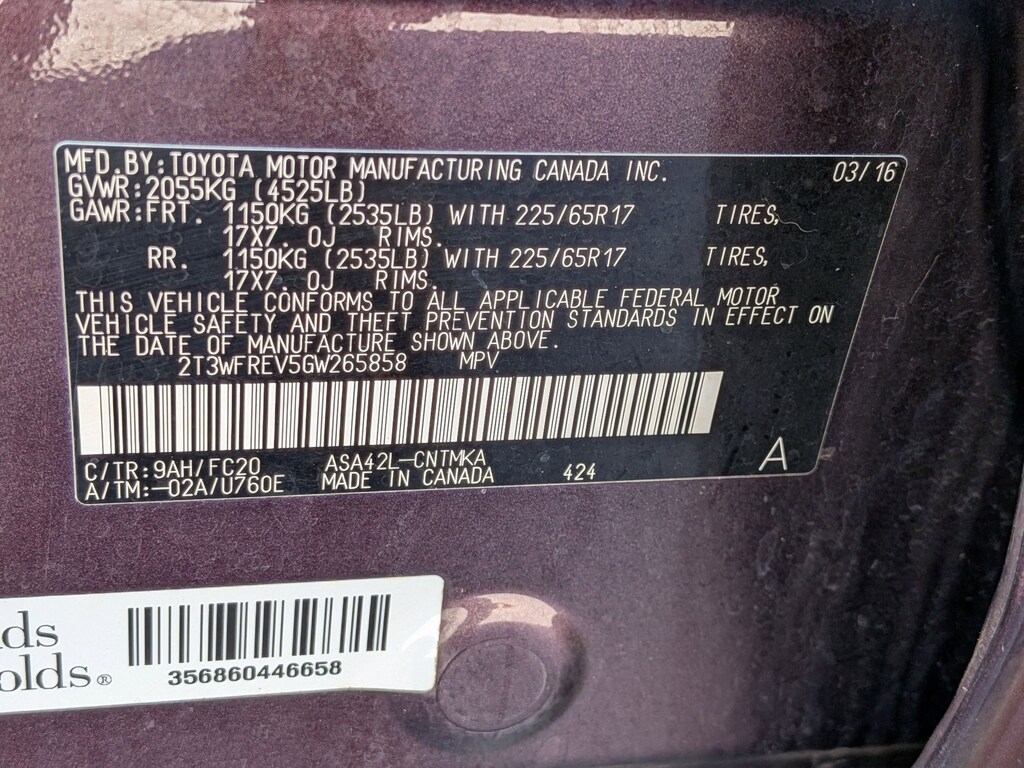 MFD.BY:TOYOTA MOTOR MANUFACTURING CANADA INC. 03/16
GVWR:2055KG (4525LB)
GAWR:FRT. 1150KG (2535LB) WITH 225/65R17 TIRES,
17X7. 0J RIMS.
RR. 1150KG (2535LB) WITH 225/65R17 TIRES,
17X7. 0J RIMS.
THIS VEHICLE CONFORMS TO ALL APPLICABLE FEDERAL MOTOR
VEHICLE SAFETY AND THEFT PREVENTION STANDARDS IN EFFECT ON
THE DATE OF MANUFACTURE SHOWN ABOVE.
2T3WFREV5GW265858 MPV
C/TR:9AH/FC20 ASA42L-CNTMKA
A/TM:-02A/U760E MADE IN CANADA 424 A
lds
olds®
356860446658